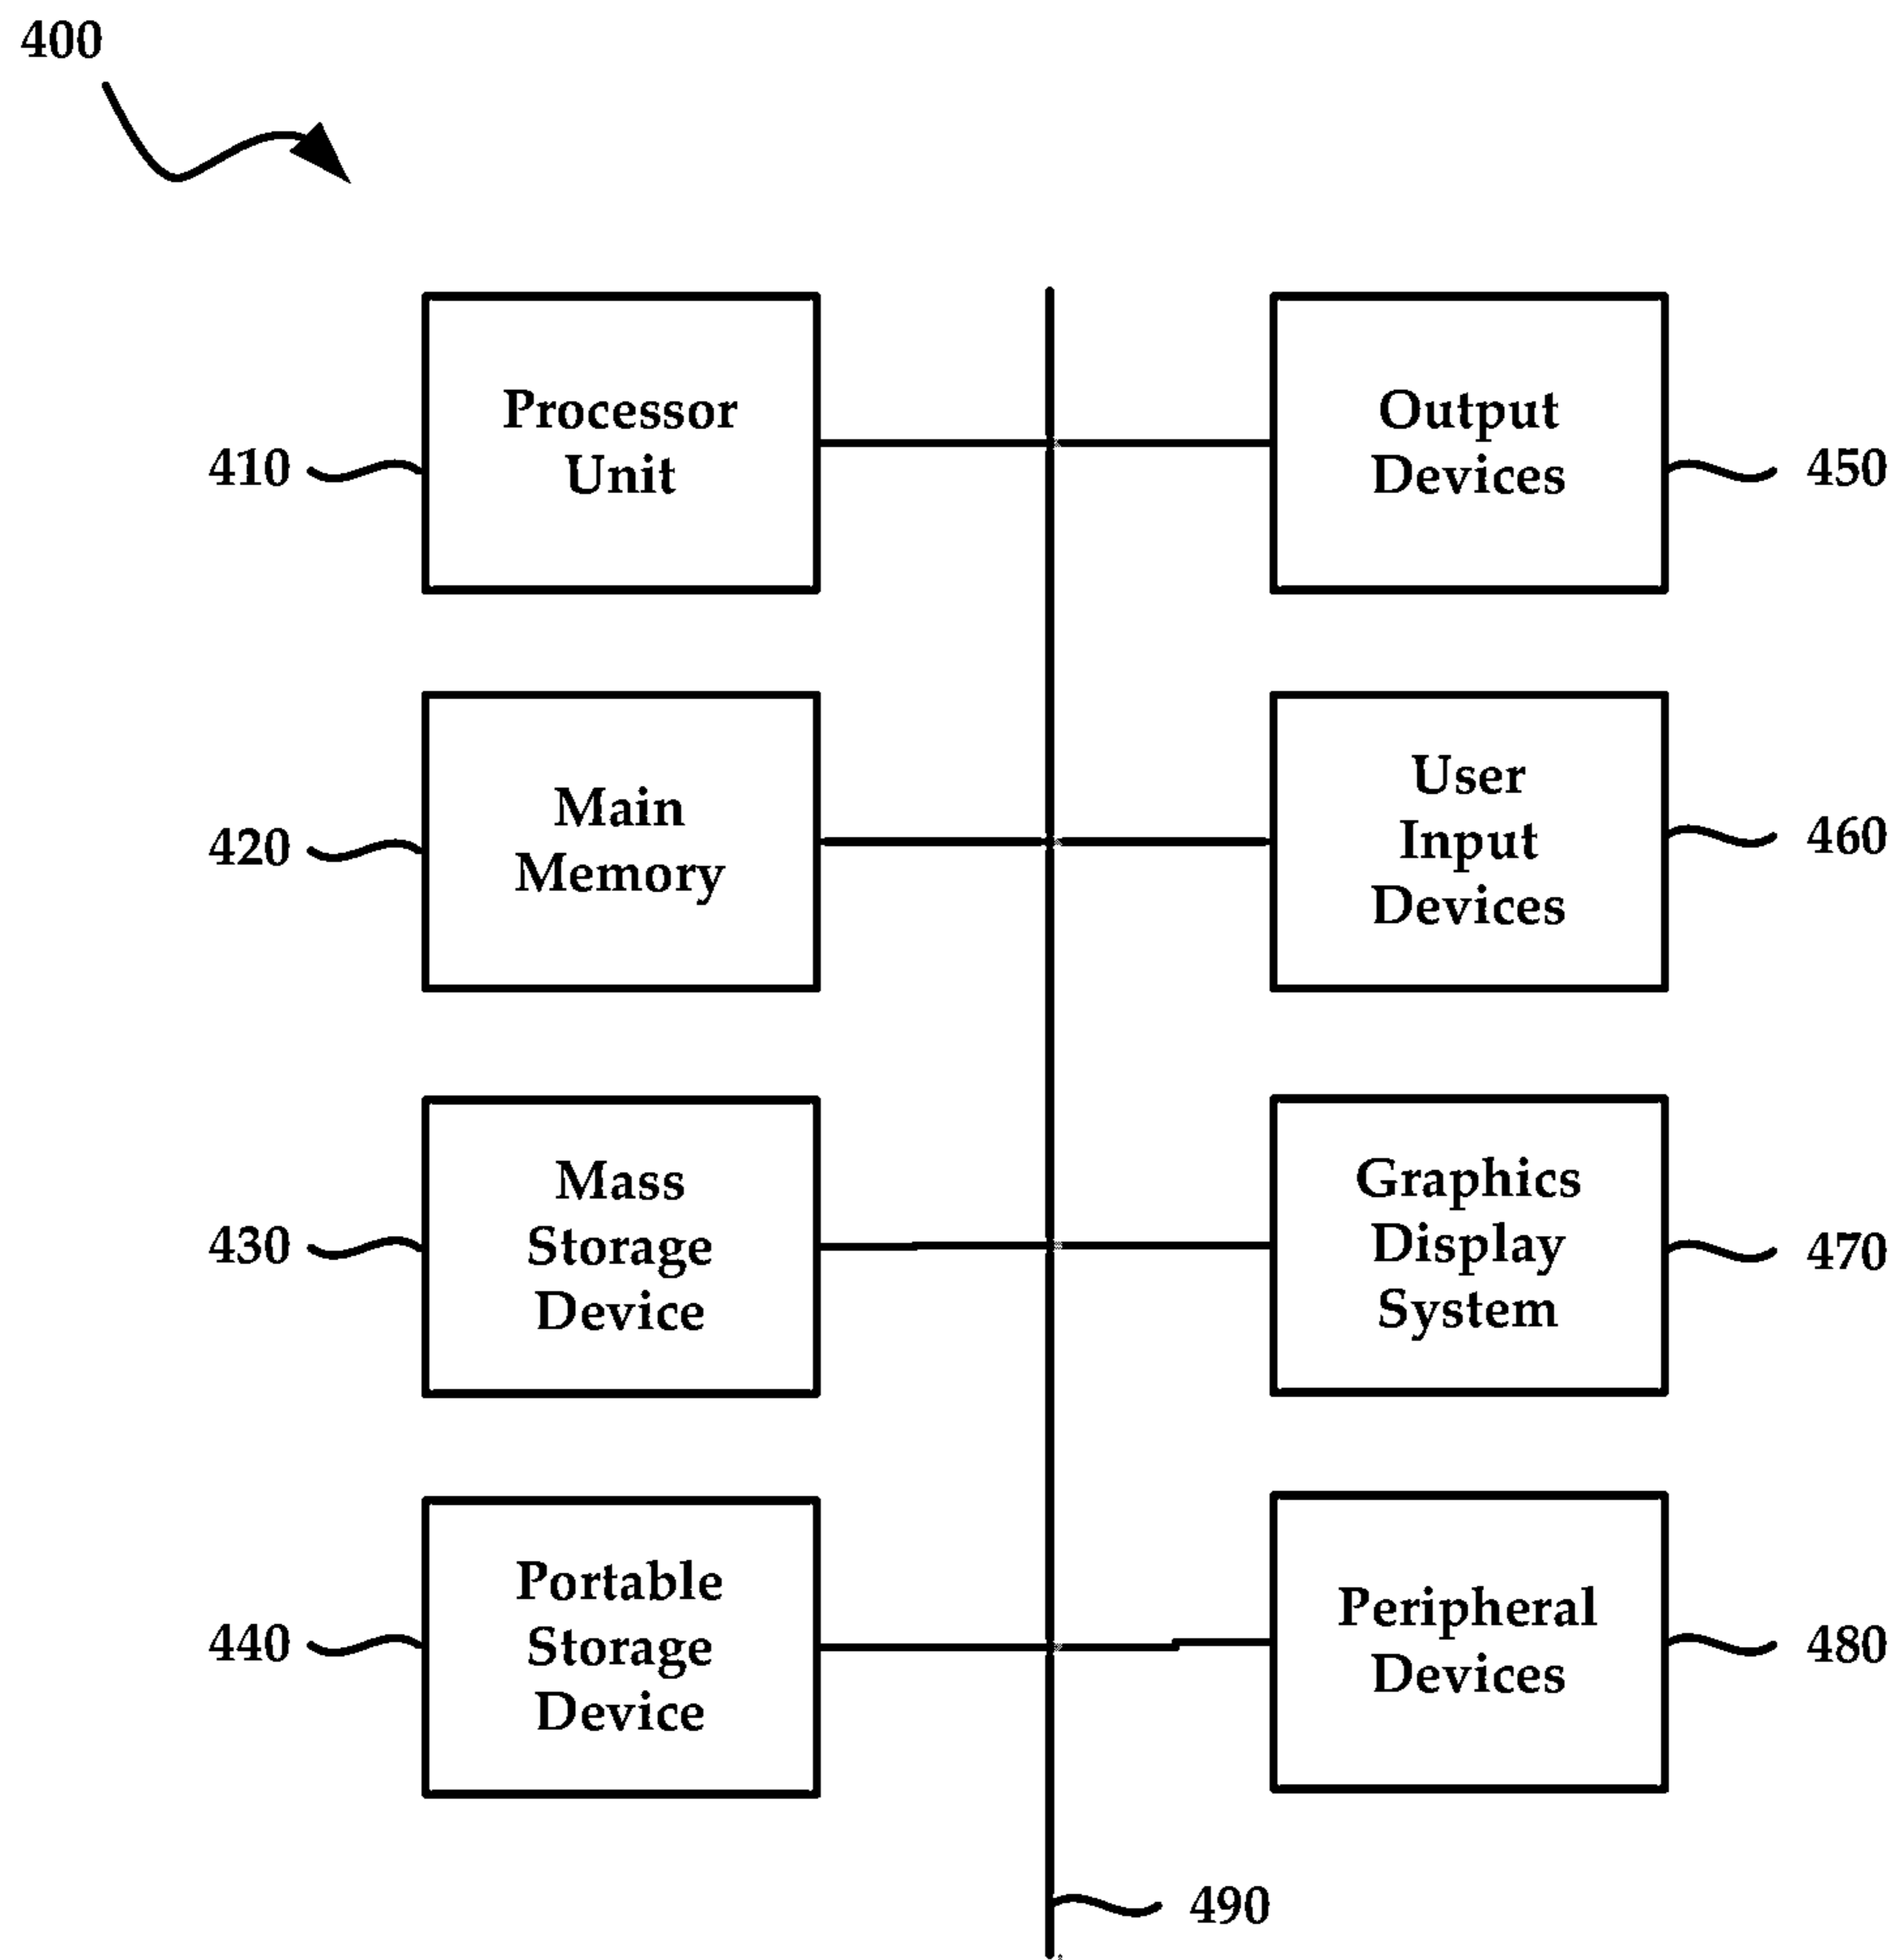 400
Processor
Unit
410
Output
Devices
450
Main
Memory
420
User
Input
Devices
460
Mass
Storage
Device
430
Graphics
Display
System
470
Portable
Storage
Device
440
Peripheral
Devices
480
490